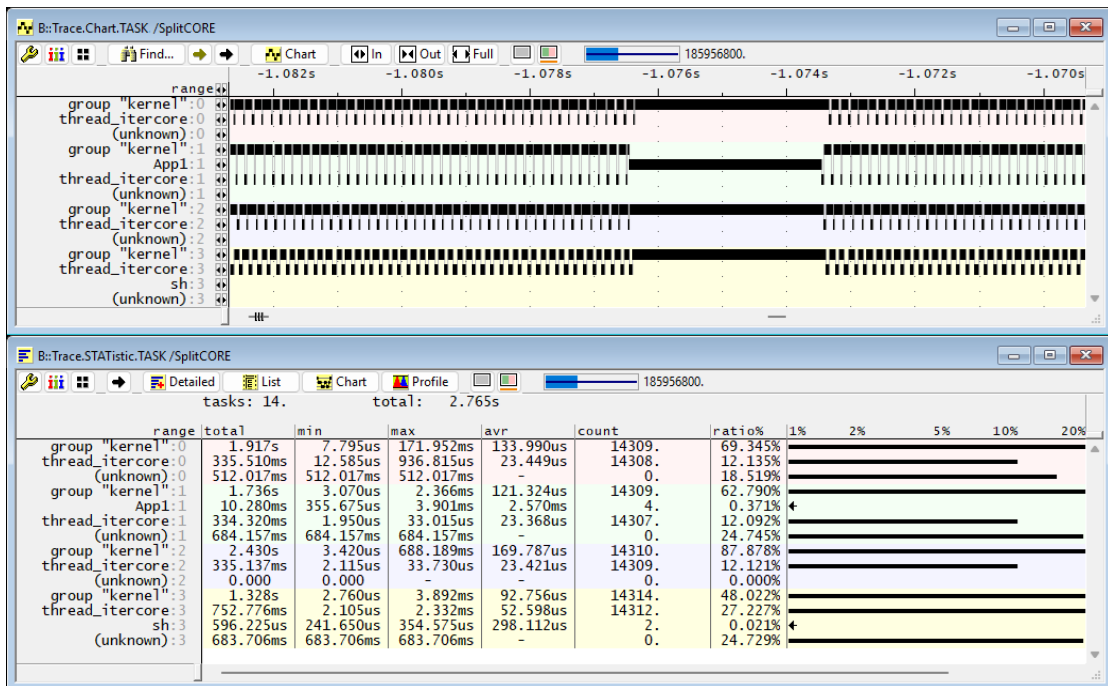 B::Trace.Chart.TASK /SplitCORE
Find... Chart In Out Full 185956800.
-1.082s -1.080s -1.078s -1.076s -1.074s -1.072s -1.070s
range
group "kernel":0
thread_itercore:0
(unknown):0
group "kernel":1
App1:1
thread_itercore:1
(unknown):1
group "kernel":2
thread_itercore:2
(unknown):2
group "kernel":3
thread_itercore:3
sh:3
(unknown):3
B::Trace.STATistic.TASK /SplitCORE
Detailed List Chart Profile 185956800.
tasks: 14. total: 2.765s
range total min max avr count ratio% 1% 2% 5% 10% 20%
group "kernel":0 1.917s 7.795us 171.952ms 133.990us 14309. 69.345%
thread_itercore:0 335.510ms 12.585us 936.815us 23.449us 14308. 12.135%
(unknown):0 512.017ms 512.017ms 512.017ms - 0. 18.519%
group "kernel":1 1.736s 3.070us 2.366ms 121.324us 14309. 62.790%
App1:1 10.280ms 355.675us 3.901ms 2.570ms 4. 0.371%
thread_itercore:1 334.320ms 1.950us 33.015us 23.368us 14307. 12.092%
(unknown):1 684.157ms 684.157ms 684.157ms - 0. 24.745%
group "kernel":2 2.430s 3.420us 688.189ms 169.787us 14310. 87.878%
thread_itercore:2 335.137ms 2.115us 33.730us 23.421us 14309. 12.121%
(unknown):2 0.000 0.000 - - 0. 0.000%
group "kernel":3 1.328s 2.760us 3.892ms 92.756us 14314. 48.022%
thread_itercore:3 752.776ms 2.105us 2.332ms 52.598us 14312. 27.227%
sh:3 596.225us 241.650us 354.575us 298.112us 2. 0.021%
(unknown):3 683.706ms 683.706ms 683.706ms - 0. 24.729%